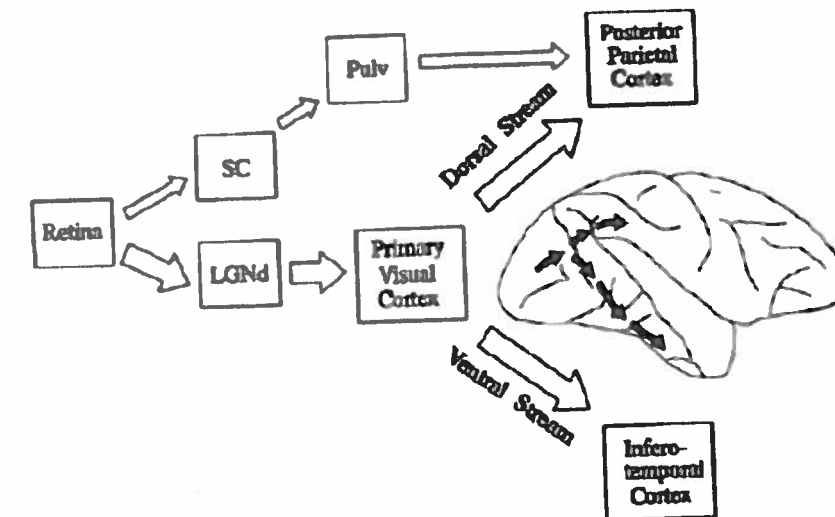 Posterior
Parietal
Cortex
Pulv
Dorsal Stream
SC
Retina
LGNd
Primary
Visual
Cortex
Ventral Stream
Infero-
temporal
Cortex